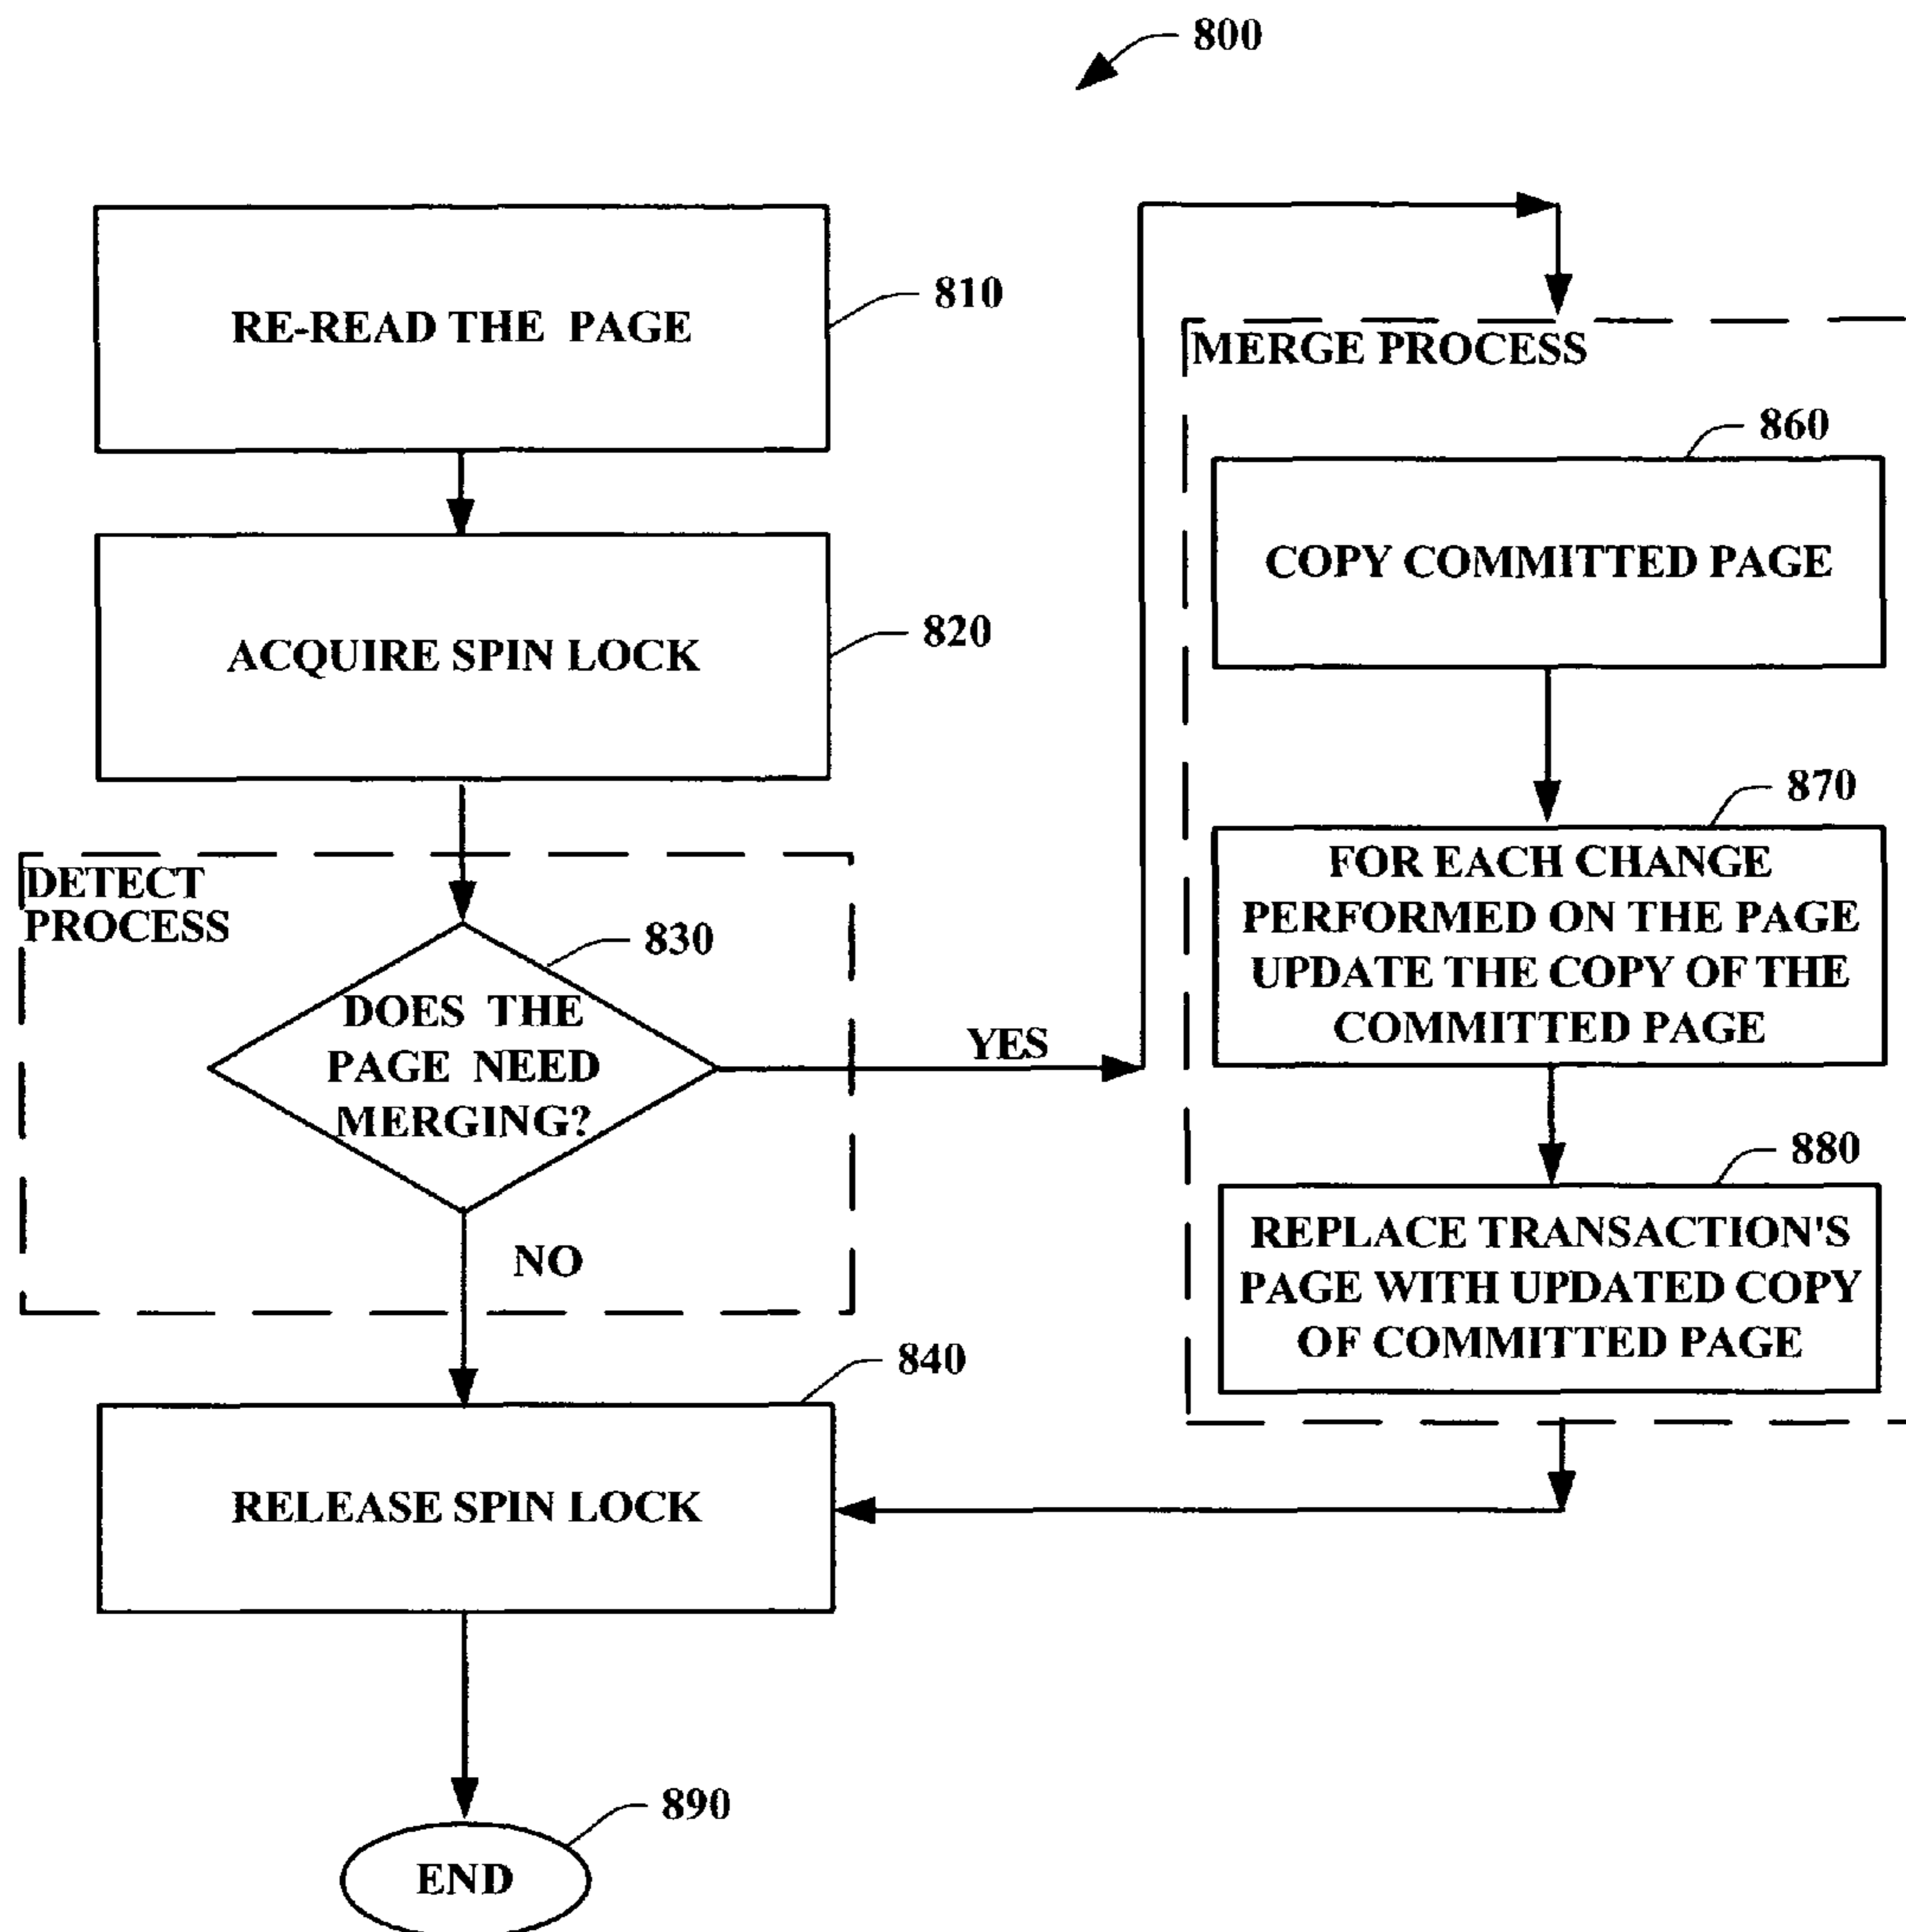 800
RE-READ THE PAGE
810
ACQUIRE SPIN LOCK
820
DETECT
PROCESS
830
DOES THE
PAGE NEED
MERGING?
YES
NO
RELEASE SPIN LOCK
840
END
890
MERGE PROCESS
860
COPY COMMITTED PAGE
870
FOR EACH CHANGE
PERFORMED ON THE PAGE
UPDATE THE COPY OF THE
COMMITTED PAGE
880
REPLACE TRANSACTION'S
PAGE WITH UPDATED COPY
OF COMMITTED PAGE